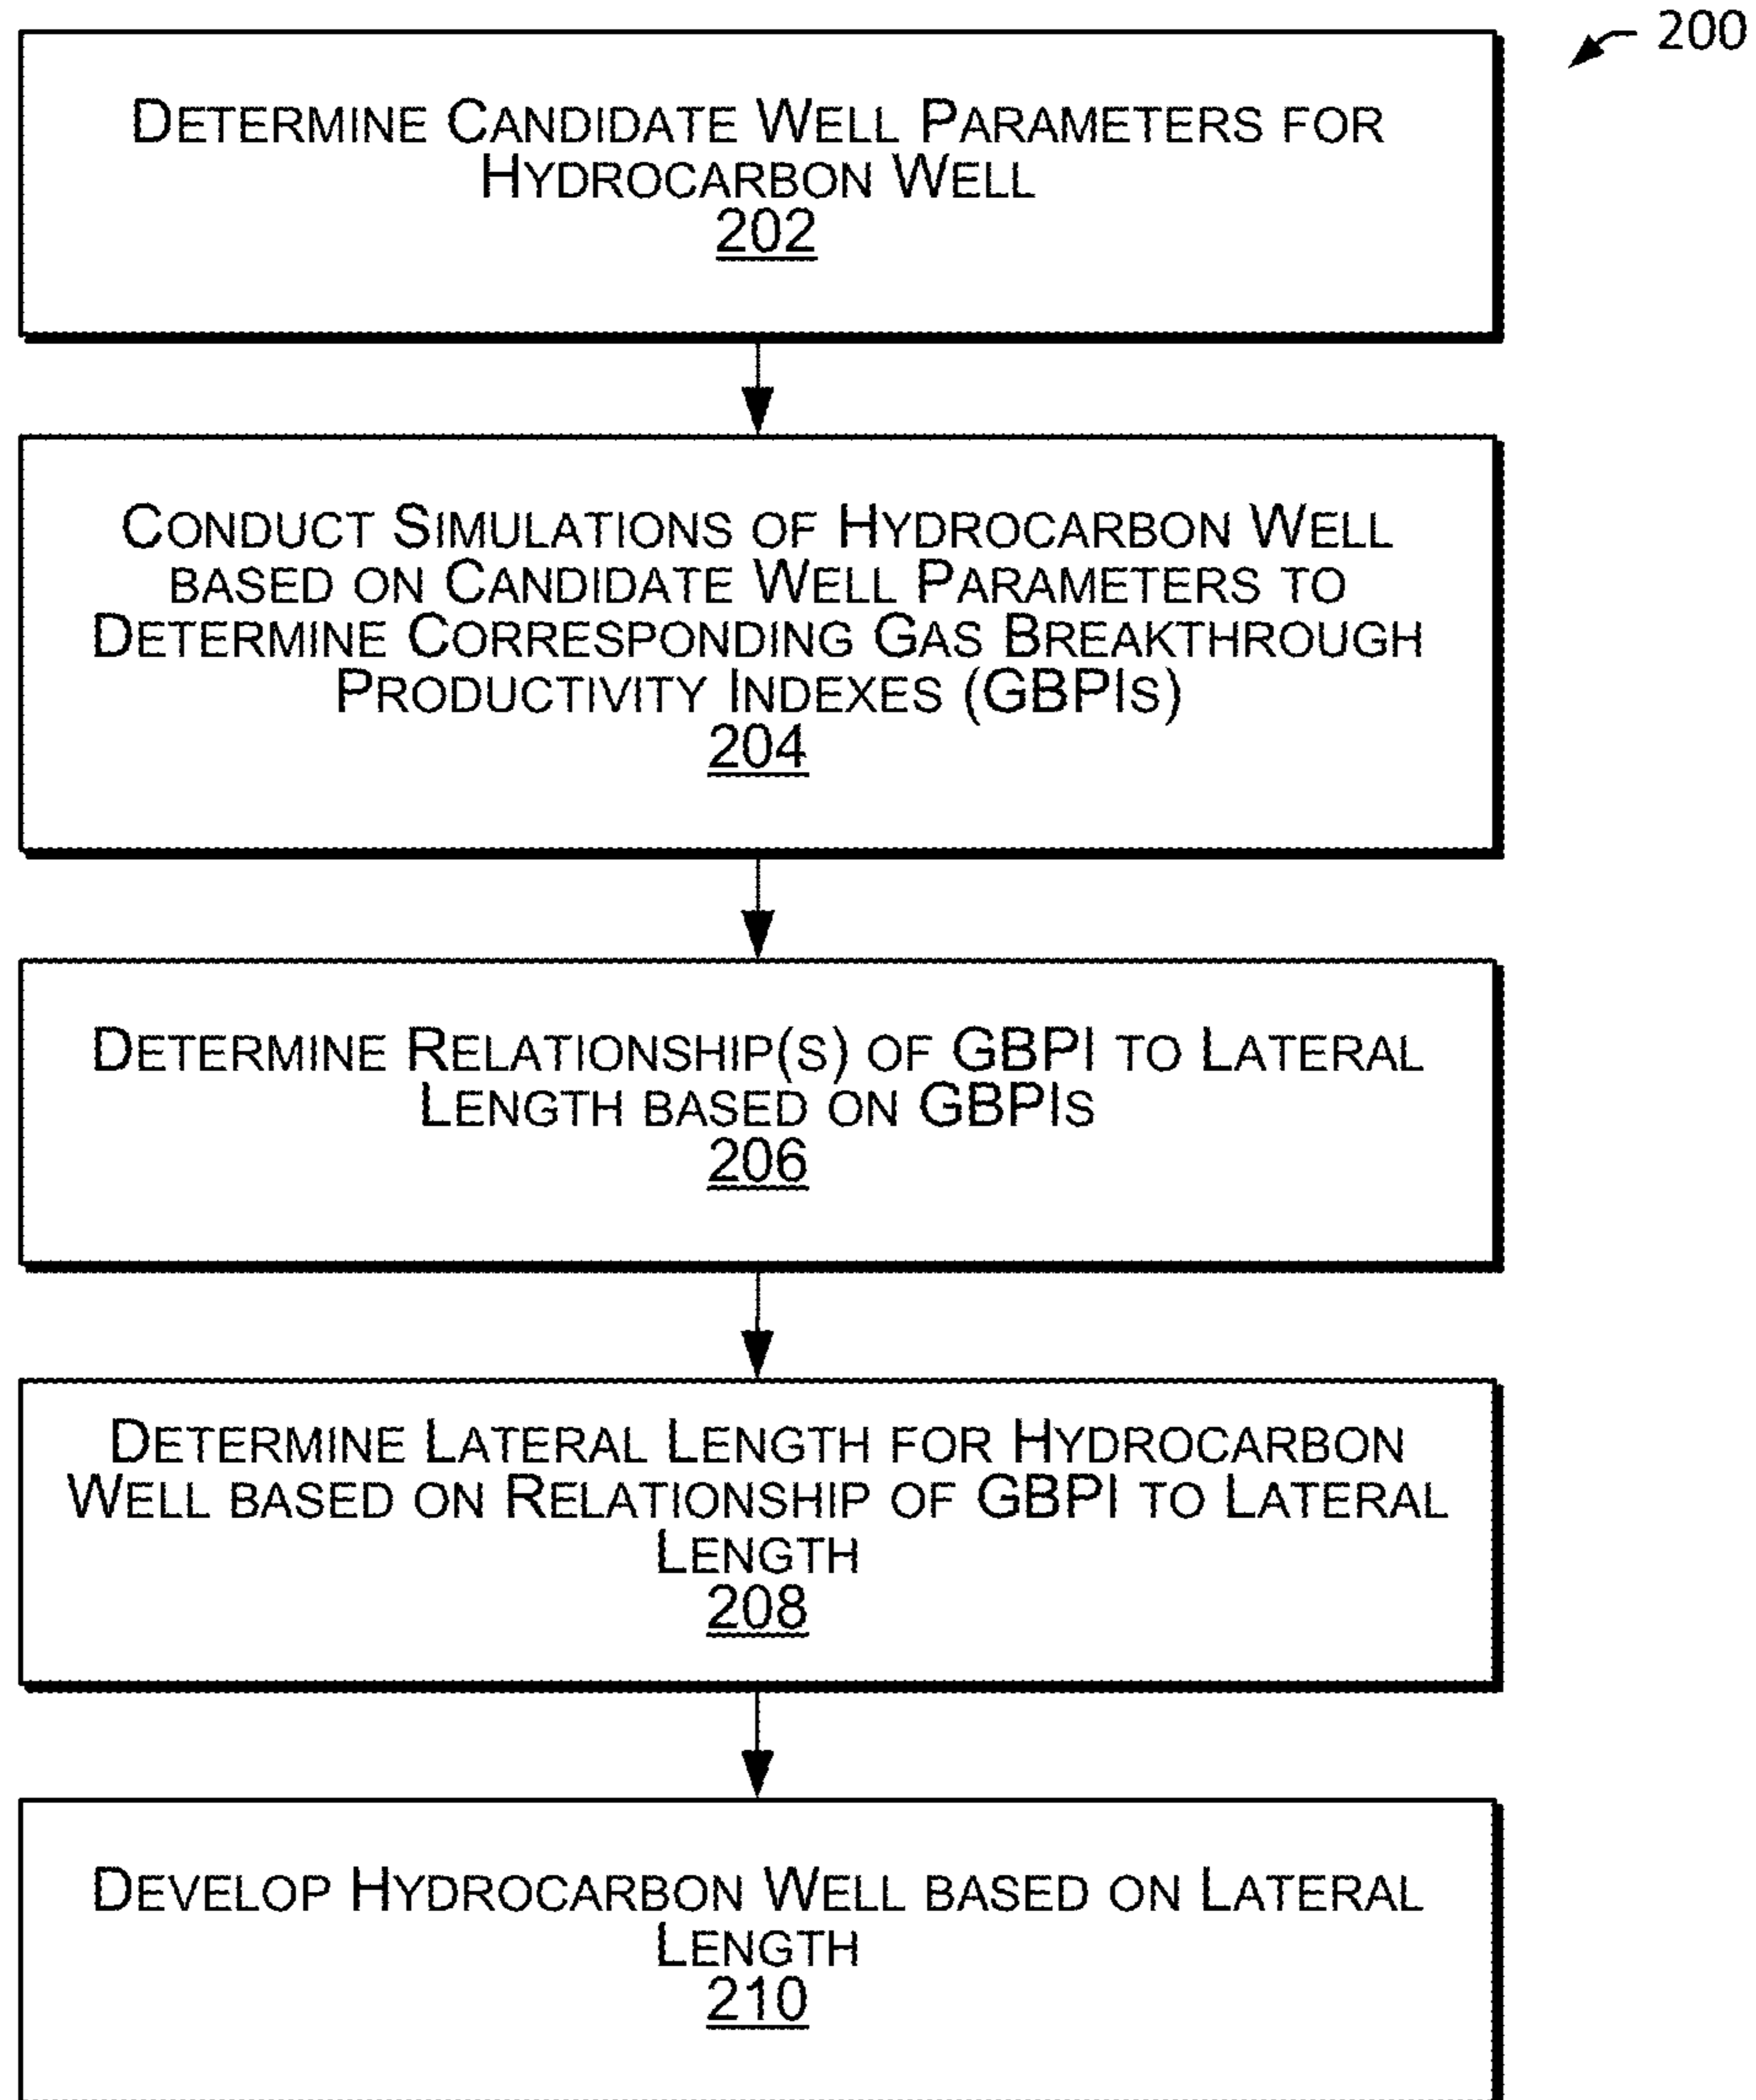 200
DETERMINE CANDIDATE WELL PARAMETERS FOR
HYDROCARBON WELL
202
CONDUCT SIMULATIONS OF HYDROCARBON WELL
BASED ON CANDIDATE WELL PARAMETERS TO
DETERMINE CORRESPONDING GAS BREAKTHROUGH
PRODUCTIVITY INDEXES (GBPIS)
204
DETERMINE RELATIONSHIP(S) OF GBPI TO LATERAL
LENGTH BASED ON GBPIS
206
DETERMINE LATERAL LENGTH FOR HYDROCARBON
WELL BASED ON RELATIONSHIP OF GBPI TO LATERAL
LENGTH
208
DEVELOP HYDROCARBON WELL BASED ON LATERAL
LENGTH
210